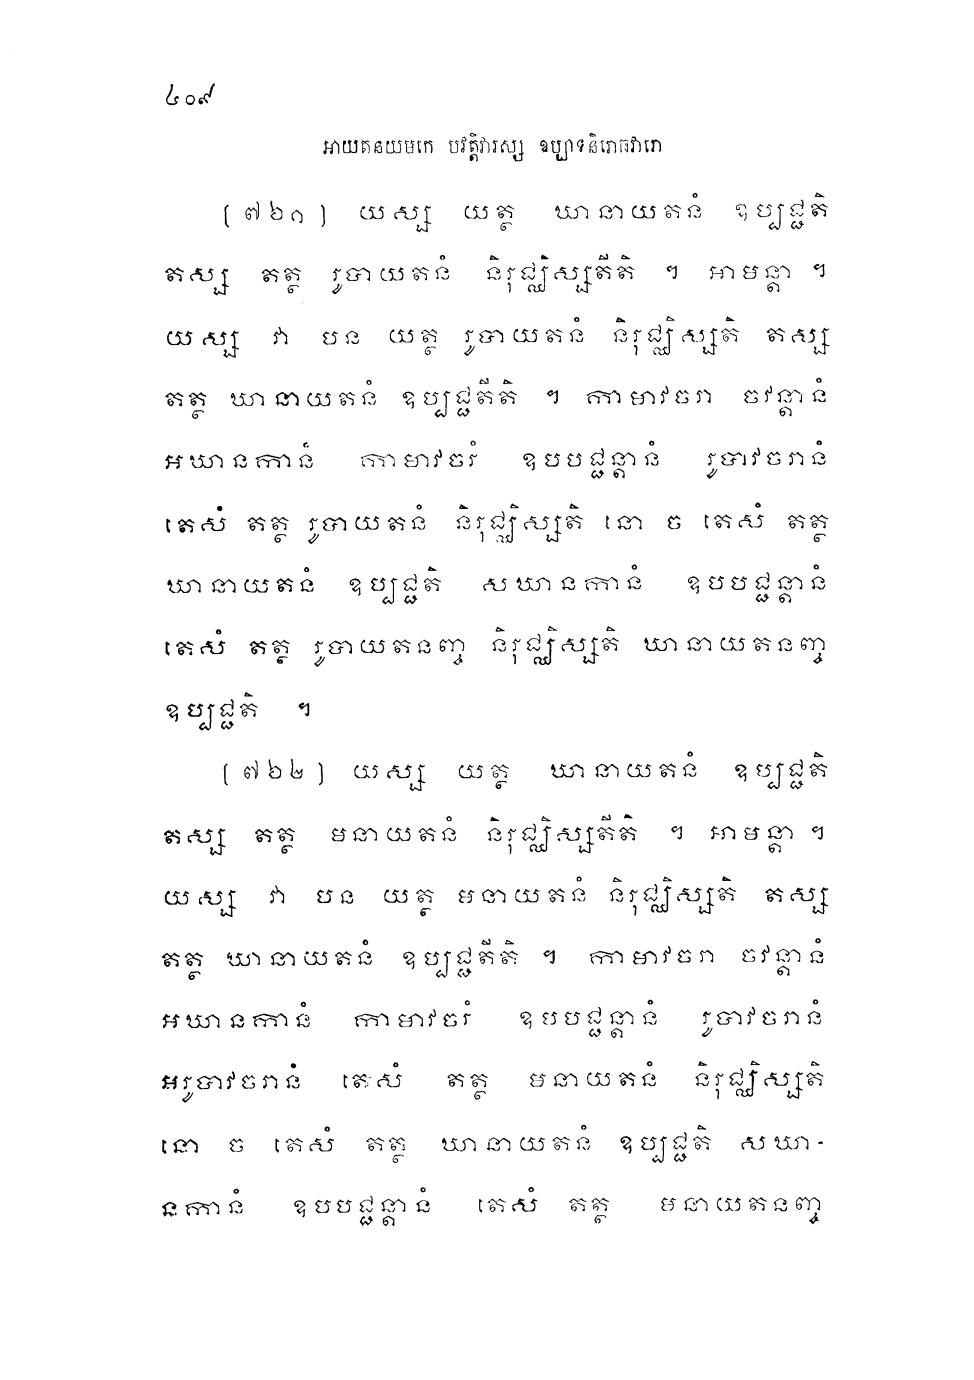 ៤០៩
អាយតនយមកេ បវត្តិវារស្ស ឧប្បាទនិរោធវារោ
[៧៦១] យស្ស យត្ថ ឃានាយតនំ ឧប្បជ្ជតិ
តស្ស តត្ថ រូបាយតនំ និរុជ្ឈិស្សតីតិ ។ អាមន្តា ។
យស្ស វា បន យត្ថ រូបាយតនំ និរុជ្ឈិស្សតិ តស្ស
តត្ថ ឃានាយតនំ ឧប្បជ្ជតីតិ ។ កាមាវចរា ចវន្តានំ
អឃានកានំ កាមាវចរំ ឧបបជ្ជន្តានំ រូបាវចរានំ
តេសំ តត្ថ រូបាយតនំ និរុជ្ឈិស្សតិ នោ ច តេសំ តត្ថ
ឃានាយតនំ ឧប្បជ្ជតិ សឃានកានំ ឧបបជ្ជន្តានំ
តេសំ តត្ថ រូបាយតនញ្ច និរុជ្ឈិស្សតិ ឃានាយតនញ្ច
ឧប្បជ្ជតិ ។
[៧៦២] យស្ស យត្ថ ឃានាយតនំ ឧប្បជ្ជតិ
តស្ស តត្ថ មនាយតនំ និរុជ្ឈិស្សតីតិ ។ អាមន្តា ។
យស្ស វា បន យត្ថ មនាយតនំ និរុជ្ឈិស្សតិ តស្ស
តត្ថ ឃានាយតនំ ឧប្បជ្ជតីតិ ។ កាមាវចរា ចវន្តានំ
អឃានកានំ កាមាវចរំ ឧបបជ្ជន្តានំ រូបាវចរានំ
អរូបាវចរានំ តេសំ តត្ថ មនាយតនំ និរុជ្ឈិស្សតិ
នោ ច តេសំ តត្ថ ឃានាយតនំ ឧប្បជ្ជតិ សឃា-
នកានំ ឧបបជ្ជន្តានំ តេសំ តត្ថ មនាយតនញ្ច